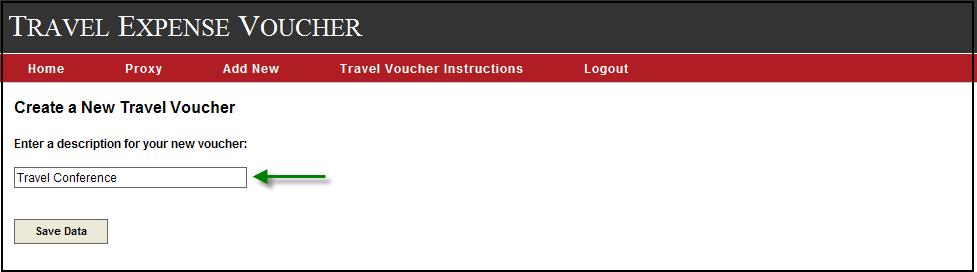 TRAVEL EXPENSE VOUCHER
Home Proxy Add New Travel Voucher Instructions Logout
Create a New Travel Voucher
Enter a description for your new voucher:
Travel Conference
Save Data